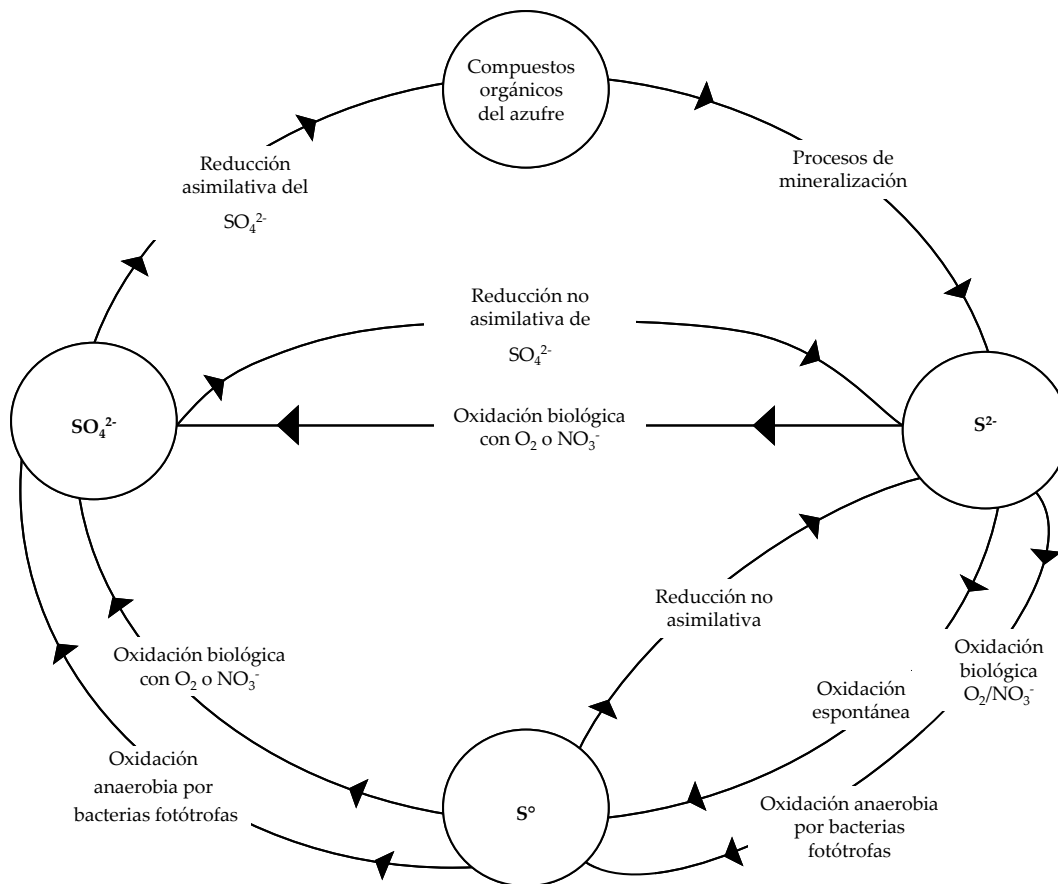 Compuestos
orgánicos
del azufre
Reducción
asimilativa del
SO₄²⁻
Procesos de
mineralización
Reducción no
asimilativa de
SO₄²⁻
SO₄²⁻
Oxidación biológica
con O₂ o NO₃⁻
S²⁻
Reducción no
asimilativa
Oxidación biológica
con O₂ o NO₃⁻
Oxidación
espontánea
Oxidación
biológica
O₂/NO₃⁻
Oxidación
anaerobia por
bacterias fotótrofas
S°
Oxidación anaerobia
por bacterias
fotótrofas